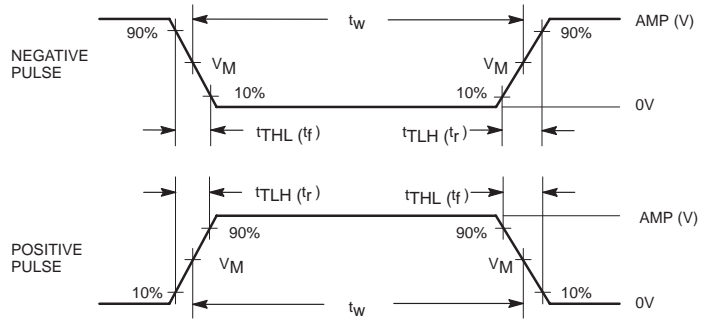 90%
tW
90%
AMP (V)
NEGATIVE
PULSE
VM
VM
10%
10%
0V
tTHL (tf)
tTLH (tr)
tTLH (tr)
tTHL (tf)
AMP (V)
90%
90%
POSITIVE
PULSE
VM
VM
10%
10%
tW
0V